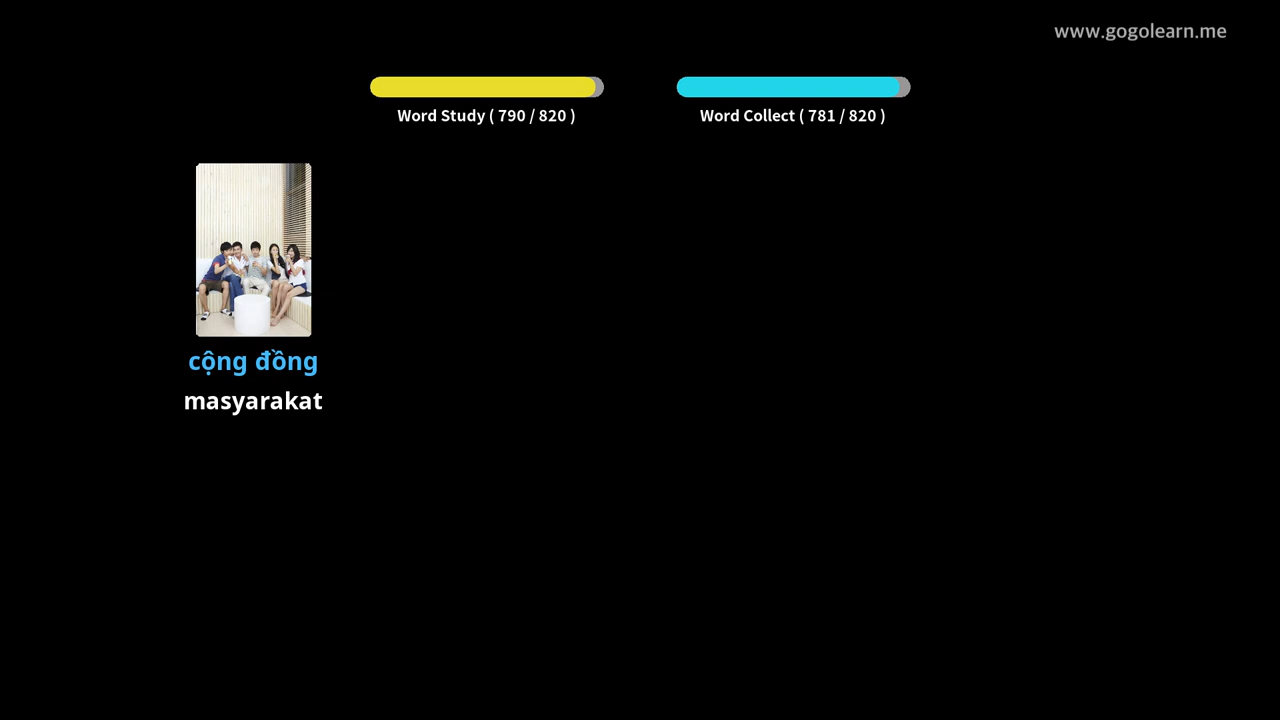 www.gogolearn.me
Word Study ( 790 / 820 )
Word Collect ( 781 / 820 )
cộng đồng
masyarakat